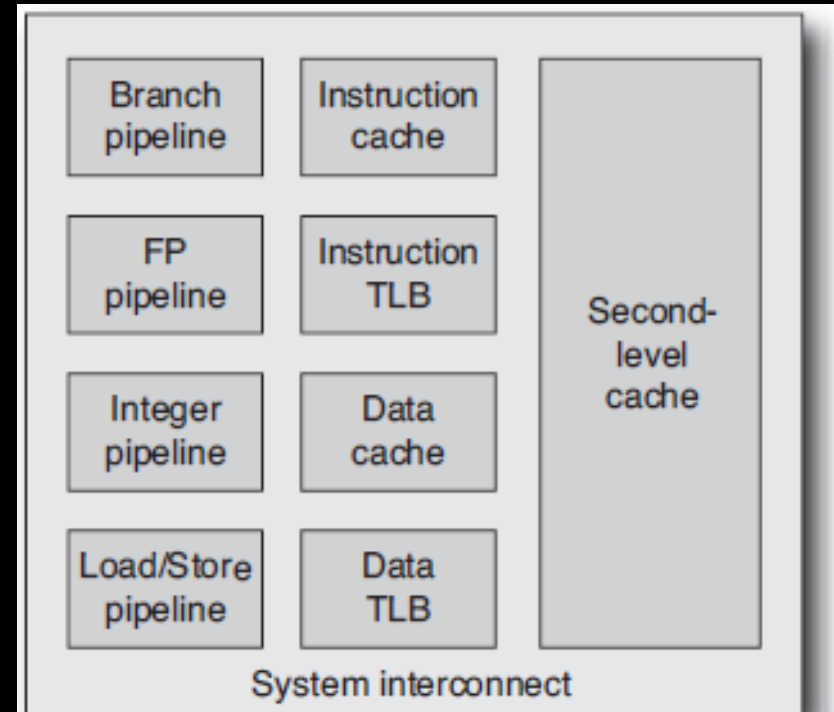 Branch
pipeline
Instruction
cache
FP
pipeline
Instruction
TLB
Second-
level
cache
Integer
pipeline
Data
cache
Load/Store
pipeline
Data
TLB
System interconnect